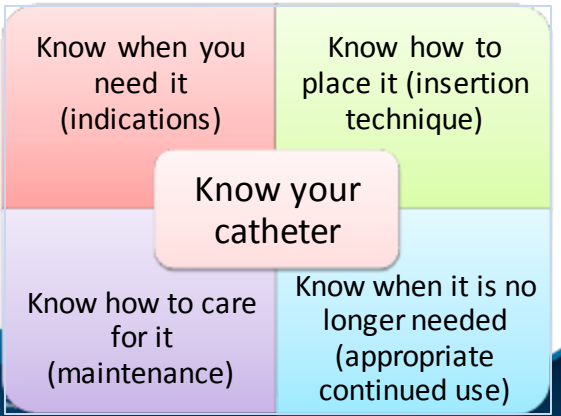 Know when you
need it
(indications)
Know how to
place it (insertion
technique)
Know your
catheter
Know how to care
for it
(maintenance)
Know when it is no
longer needed
(appropriate
continued use)